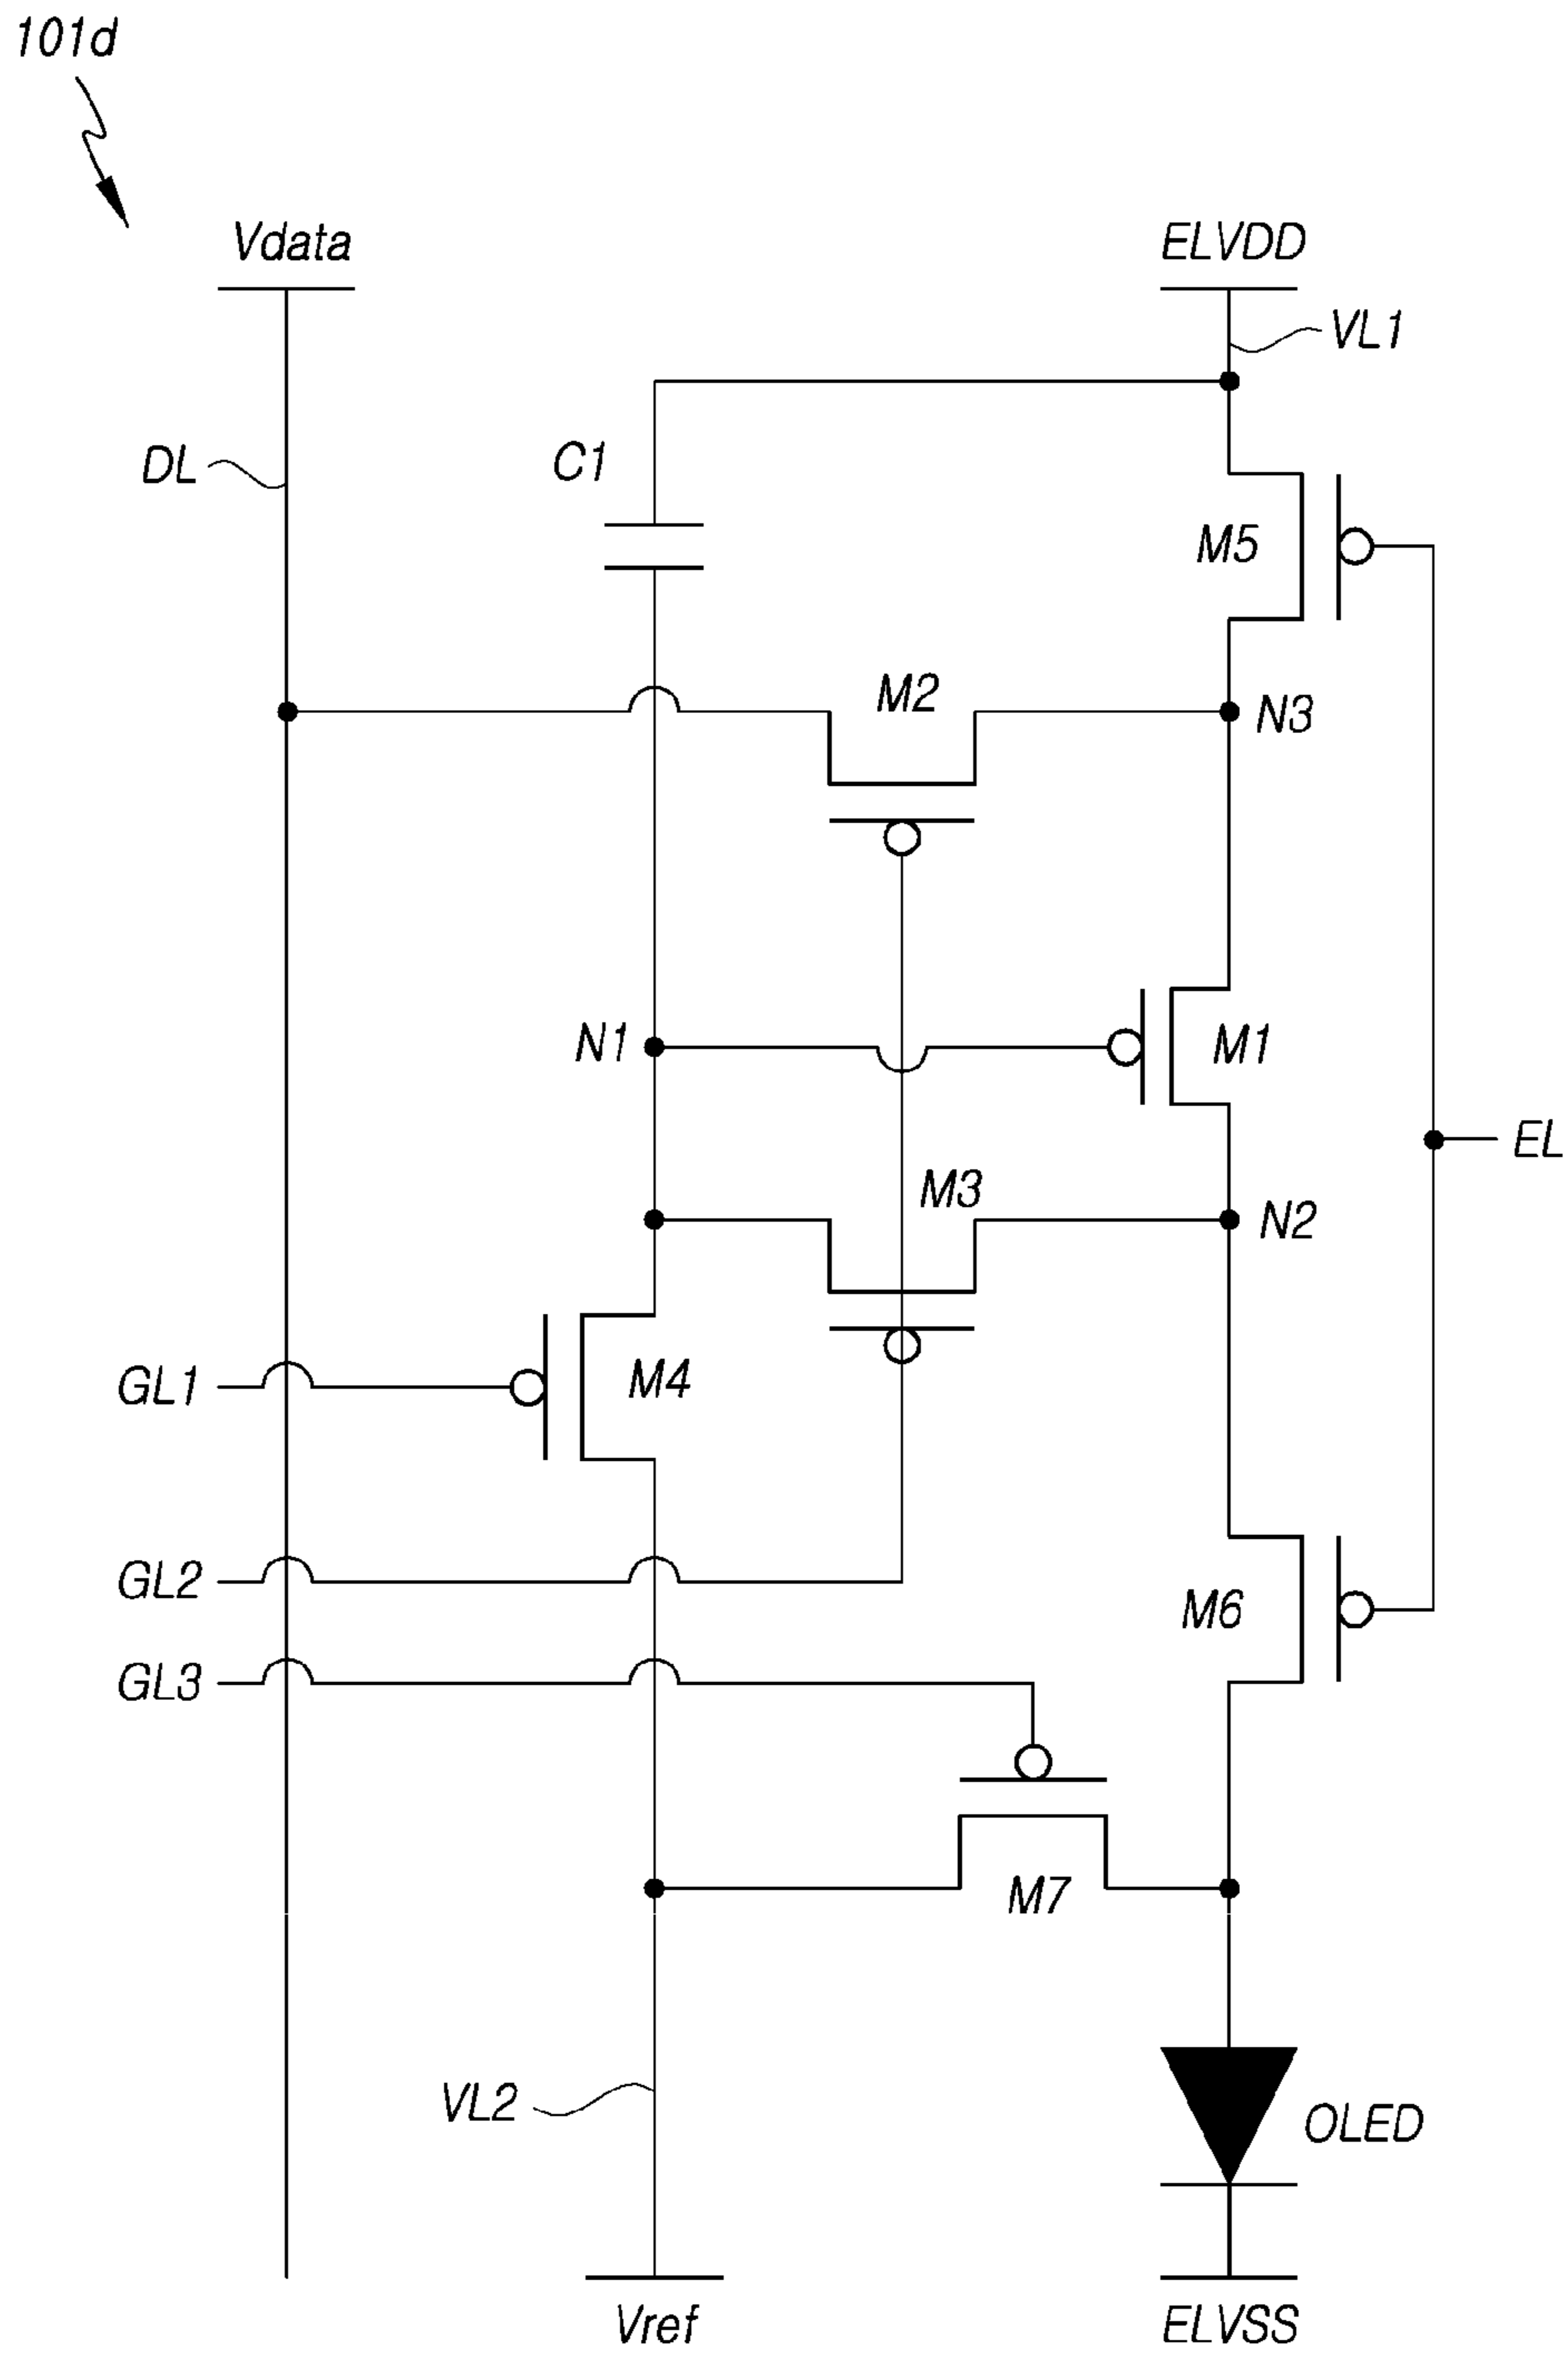 101d
Vdata
ELVDD
VL1
DL
C1
M5
M2
N3
N1
M1
EL
M3
N2
GL1
M4
GL2
M6
GL3
M7
VL2
OLED
Vref
ELVSS